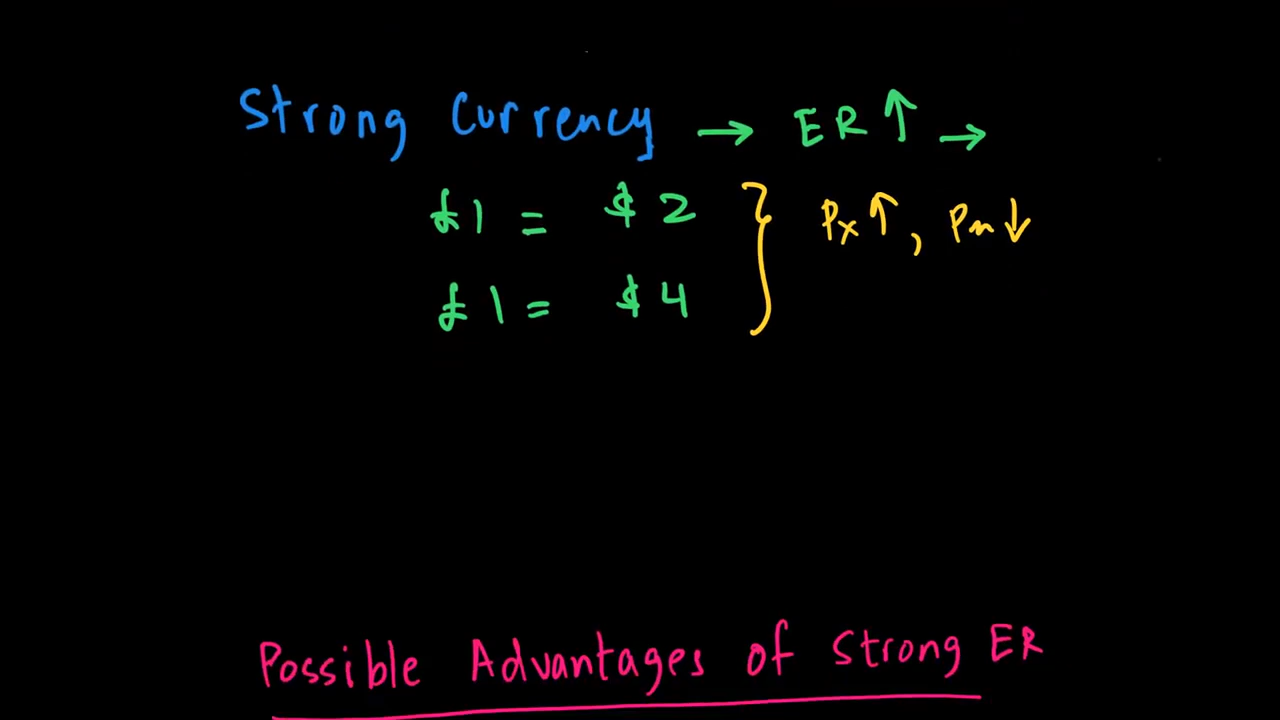 Strong Currency → ER↑ →
£1 = $2 } Px↑, Pm↓
£1 = $4
Possible Advantages of Strong ER